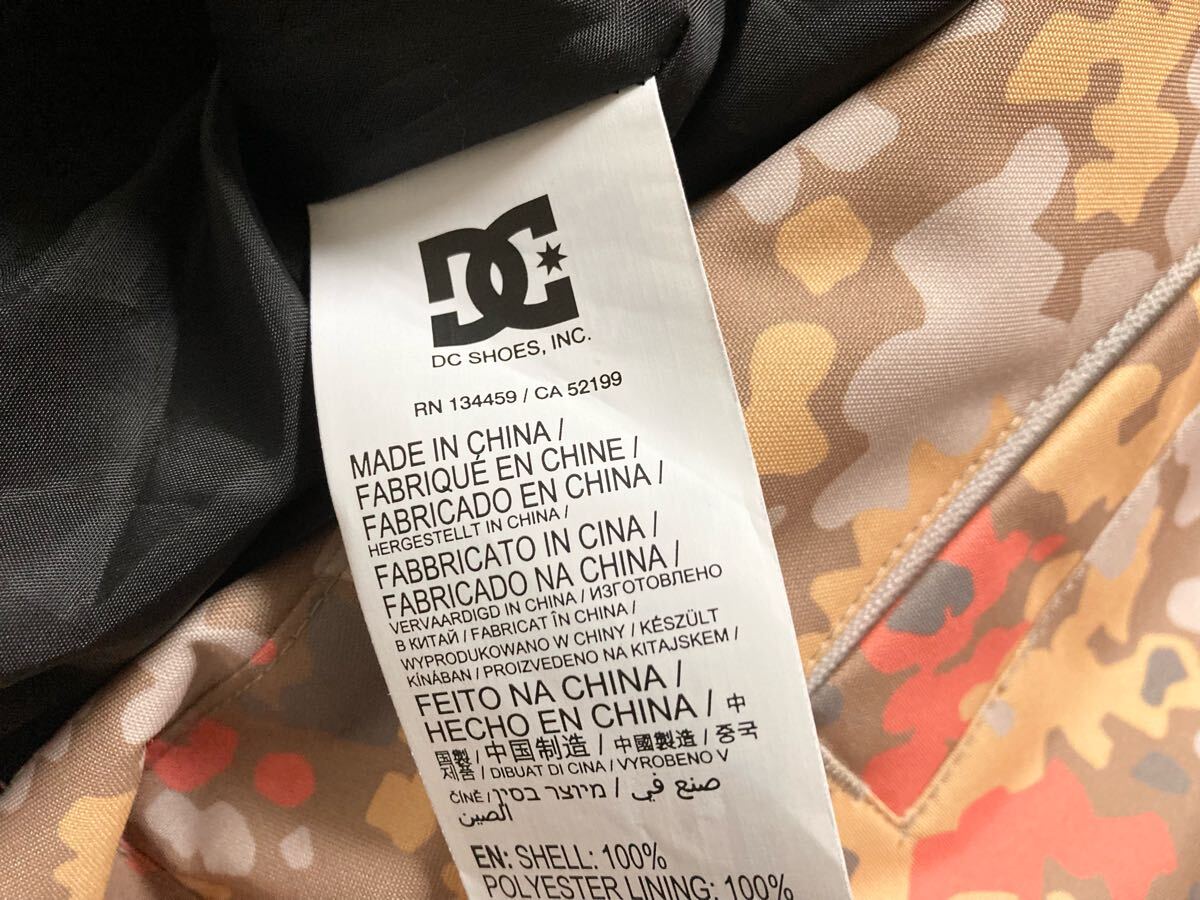 DC
DC SHOES, INC.
RN 134459 / CA 52199
MADE IN CHINA /
FABRIQUÉ EN CHINE /
FABRICADO EN CHINA /
HERGESTELLT IN CHINA /
FABBRICATO IN CINA /
FABRICADO NA CHINA /
VERVAARDIGD IN CHINA / ИЗГОТОВЛЕНО
В КИТАЙ / FABRICAT ÎN CHINA /
WYPRODUKOWANO W CHINY / KÉSZÜLT
KÍNÁBAN / PROIZVEDENO NA KITAJSKEM /
FEITO NA CHINA /
HECHO EN CHINA / 中
国製 / 中国制造 / 中國製造 / 중국
제품 / DIBUAT DI CINA / VYROBENO V
ČÍNĚ / מיוצר בסין / صنع في
الصين
EN: SHELL: 100%
POLYESTER LINING: 100%